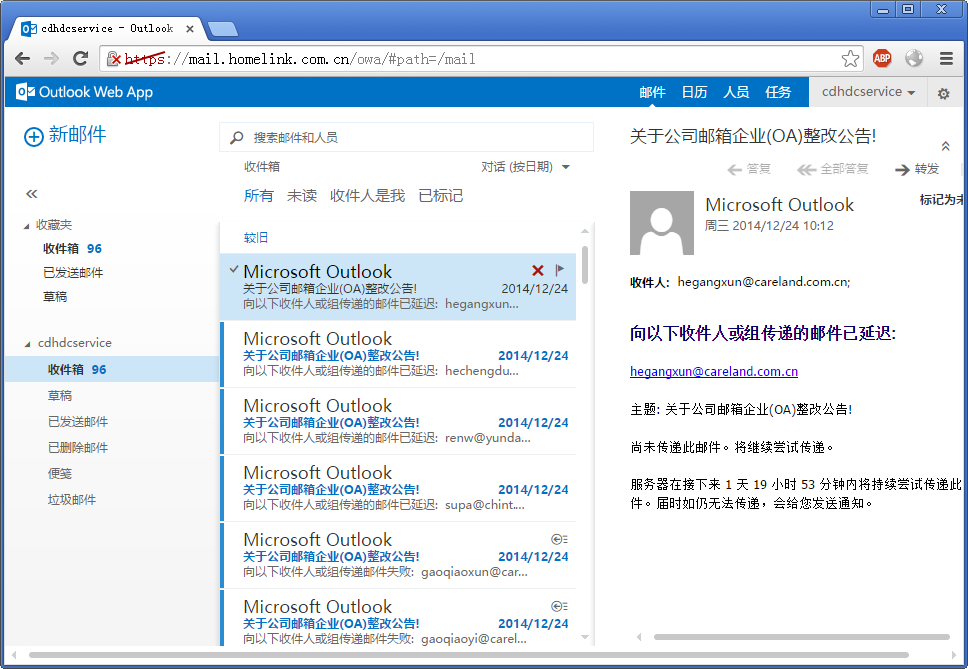 cdhdcservice - Outlook
https://mail.homelink.com.cn/owa/#path=/mail
ABP
Outlook Web App
邮件 日历 人员 任务 cdhdcservice
新邮件
收藏夹
收件箱 96
已发送邮件
草稿
cdhdcservice
收件箱 96
草稿
已发送邮件
已删除邮件
便笺
垃圾邮件
搜索邮件和人员
收件箱 对话 (按日期)
所有 未读 收件人是我 已标记
较旧
Microsoft Outlook
关于公司邮箱企业(OA)整改公告! 2014/12/24
向以下收件人或组传递的邮件已延迟: hegangxun...
Microsoft Outlook
关于公司邮箱企业(OA)整改公告! 2014/12/24
向以下收件人或组传递的邮件已延迟: hechengdu...
Microsoft Outlook
关于公司邮箱企业(OA)整改公告! 2014/12/24
向以下收件人或组传递的邮件已延迟: renw@yunda...
Microsoft Outlook
关于公司邮箱企业(OA)整改公告! 2014/12/24
向以下收件人或组传递的邮件已延迟: supa@chint....
Microsoft Outlook
关于公司邮箱企业(OA)整改公告! 2014/12/24
向以下收件人或组传递邮件失败: gaoqiaoxun@car...
Microsoft Outlook
关于公司邮箱企业(OA)整改公告! 2014/12/24
向以下收件人或组传递邮件失败: gaoqiaoyi@carel...
关于公司邮箱企业(OA)整改公告!
答复 全部答复 转发
标记为未
Microsoft Outlook
周三 2014/12/24 10:12
收件人: hegangxun@careland.com.cn;
向以下收件人或组传递的邮件已延迟:
hegangxun@careland.com.cn
主题: 关于公司邮箱企业(OA)整改公告!
尚未传递此邮件。将继续尝试传递。
服务器在接下来 1 天 19 小时 53 分钟内将持续尝试传递此
件。届时如仍无法传递，会给您发送通知。